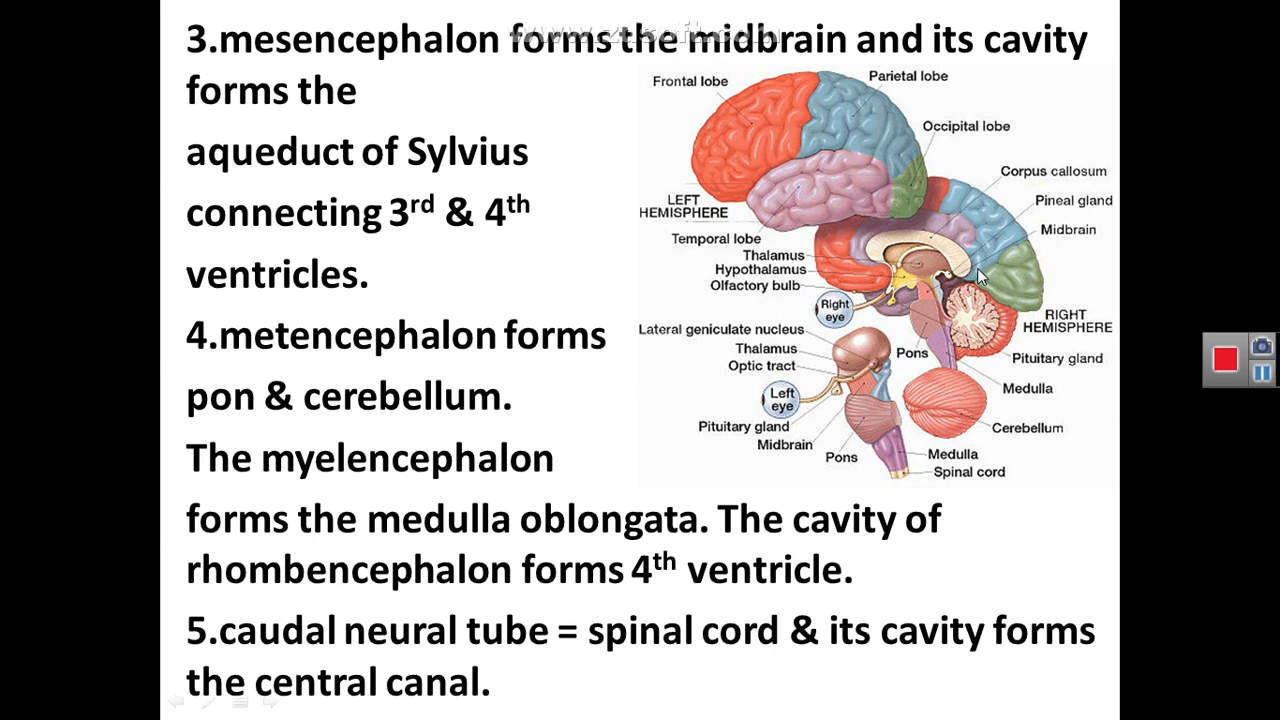 3.mesencephalon forms the midbrain and its cavity
forms the
aqueduct of Sylvius
connecting 3rd & 4th
ventricles.
4.metencephalon forms
pon & cerebellum.
The myelencephalon
forms the medulla oblongata. The cavity of
rhombencephalon forms 4th ventricle.
5.caudal neural tube = spinal cord & its cavity forms
the central canal.
Frontal lobe
Parietal lobe
Occipital lobe
Corpus callosum
Pineal gland
Midbrain
LEFT
HEMISPHERE
Temporal lobe
Thalamus
Hypothalamus
Olfactory bulb
Right
eye
RIGHT
HEMISPHERE
Lateral geniculate nucleus
Thalamus
Optic tract
Pons
Pituitary gland
Medulla
Left
eye
Pituitary gland
Midbrain
Pons
Cerebellum
Medulla
Spinal cord